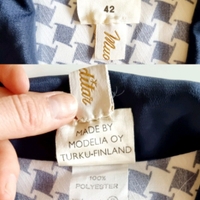 42
MADE BY
MODELIA OY
TURKU-FINLAND
100%
POLYESTER